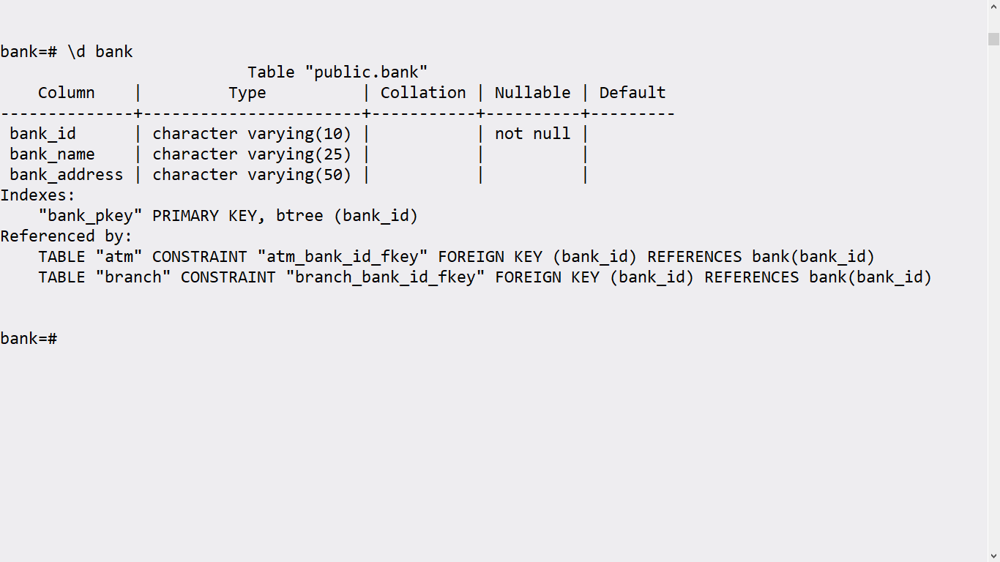 bank=# \d bank
                          Table "public.bank"
    Column    |         Type          | Collation | Nullable | Default
--------------+-----------------------+-----------+----------+---------
 bank_id      | character varying(10) |           | not null |
 bank_name    | character varying(25) |           |          |
 bank_address | character varying(50) |           |          |
Indexes:
    "bank_pkey" PRIMARY KEY, btree (bank_id)
Referenced by:
    TABLE "atm" CONSTRAINT "atm_bank_id_fkey" FOREIGN KEY (bank_id) REFERENCES bank(bank_id)
    TABLE "branch" CONSTRAINT "branch_bank_id_fkey" FOREIGN KEY (bank_id) REFERENCES bank(bank_id)
bank=#